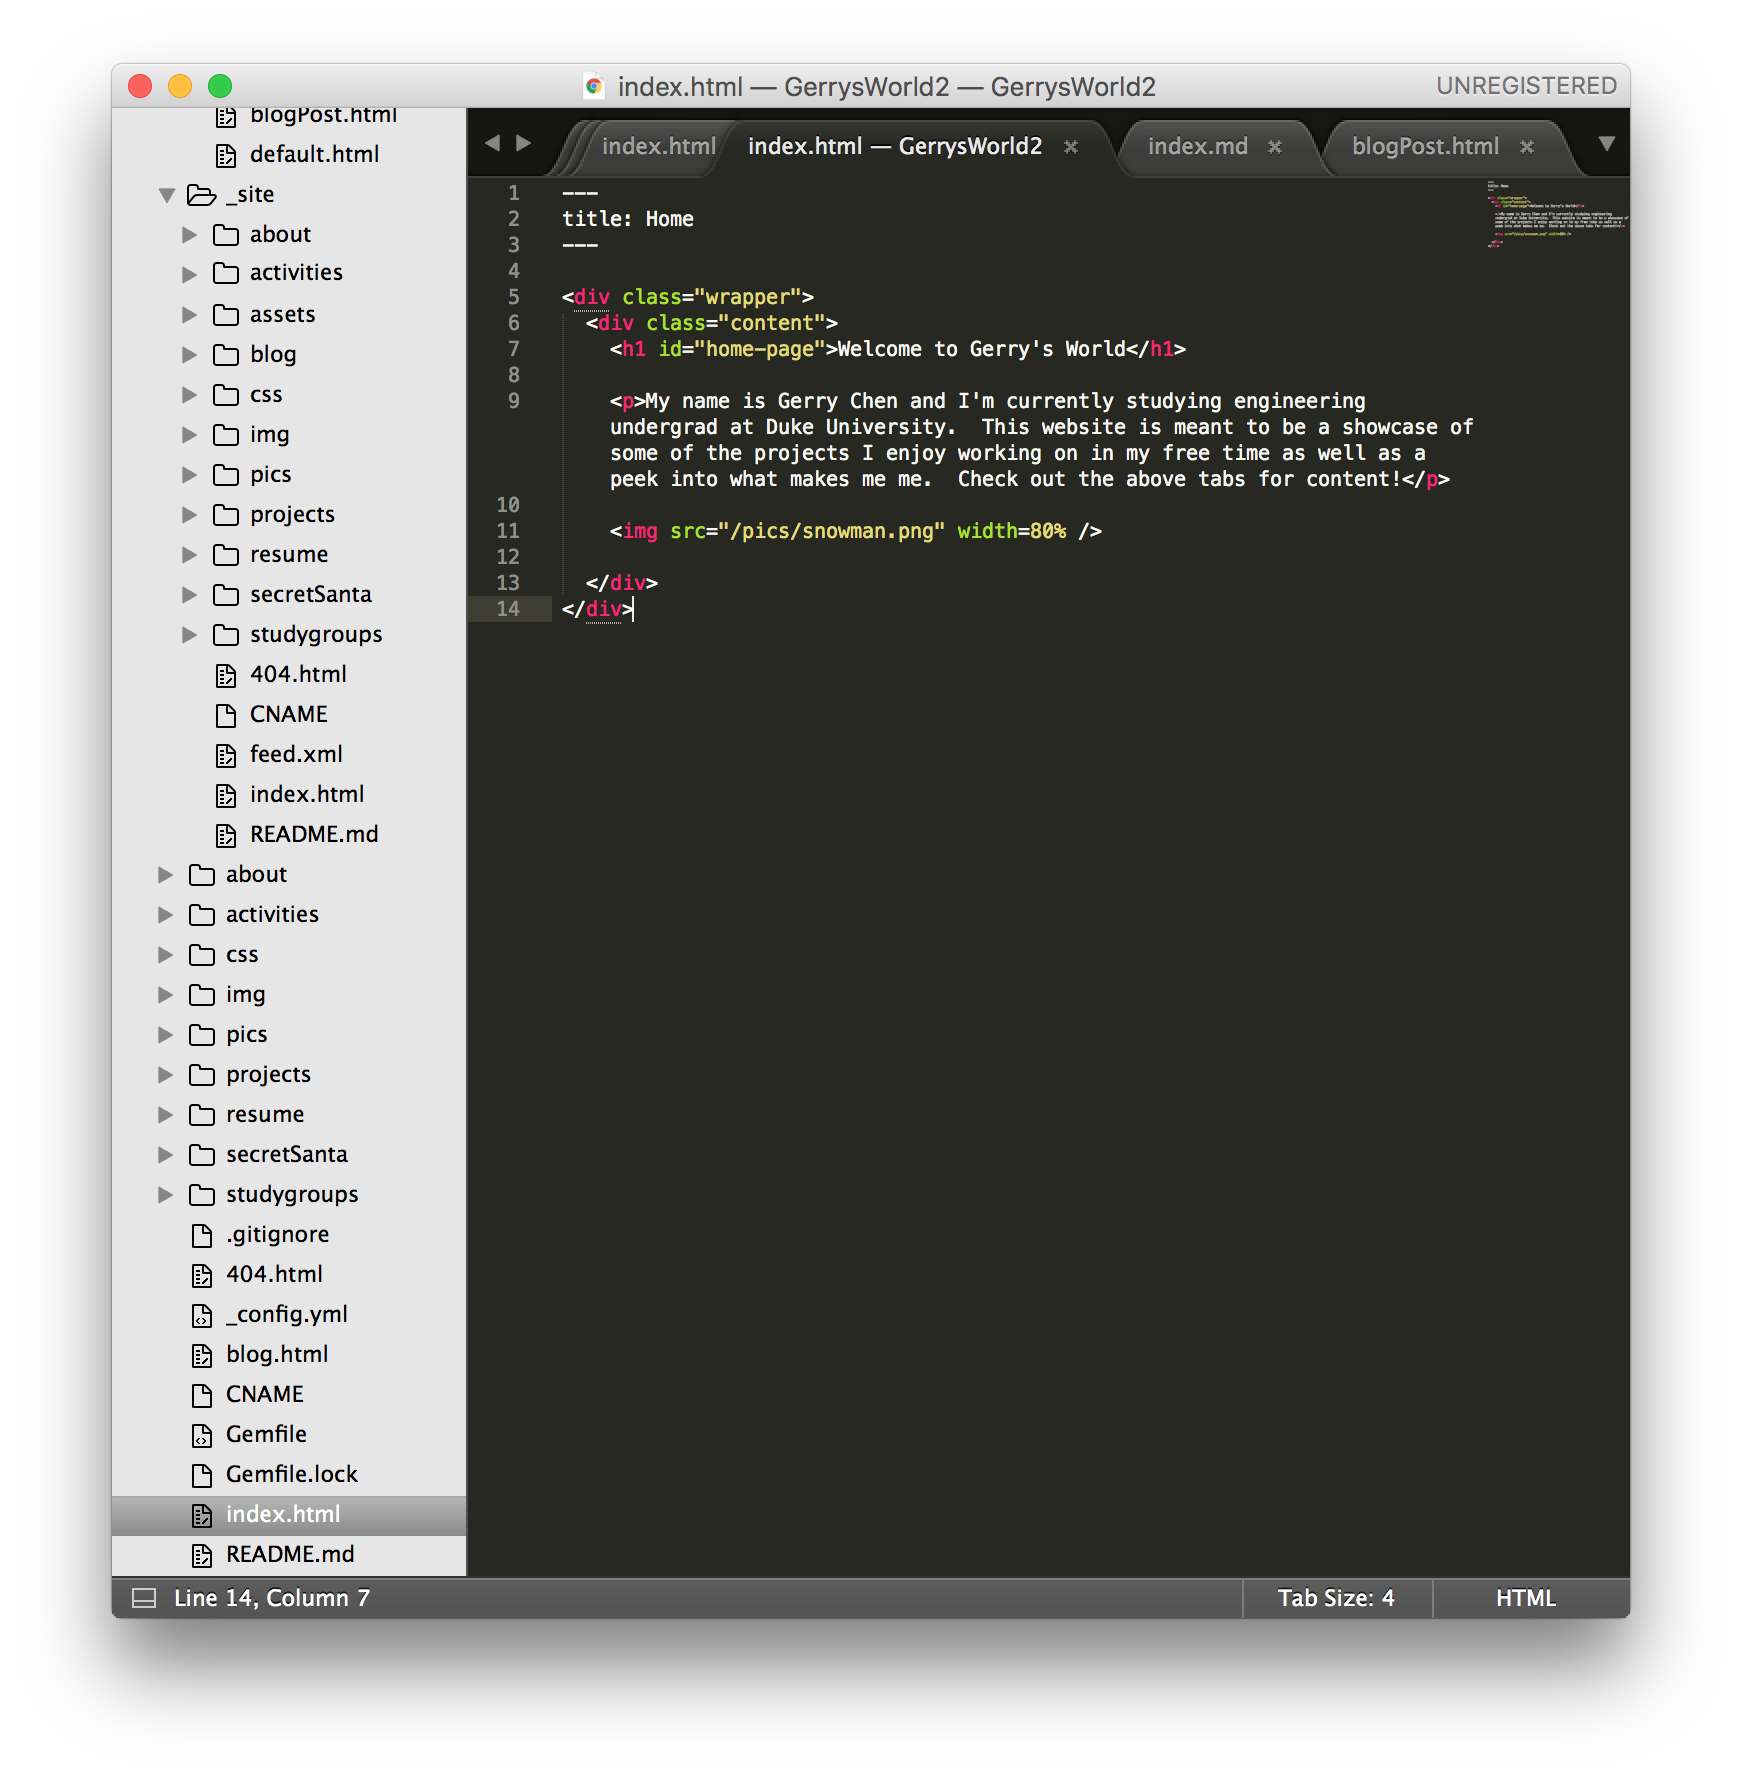 index.html — GerrysWorld2 — GerrysWorld2
UNREGISTERED
blogPost.html
default.html
_site
about
activities
assets
blog
css
img
pics
projects
resume
secretSanta
studygroups
404.html
CNAME
feed.xml
index.html
README.md
about
activities
css
img
pics
projects
resume
secretSanta
studygroups
.gitignore
404.html
_config.yml
blog.html
CNAME
Gemfile
Gemfile.lock
index.html
README.md
index.html
index.html — GerrysWorld2
index.md
blogPost.html
1 ---
2 title: Home
3 ---
4
5 <div class="wrapper">
6 <div class="content">
7 <h1 id="home-page">Welcome to Gerry's World</h1>
8
9 <p>My name is Gerry Chen and I'm currently studying engineering
undergrad at Duke University.  This website is meant to be a showcase of
some of the projects I enjoy working on in my free time as well as a
peek into what makes me me.  Check out the above tabs for content!</p>
10
11 <img src="/pics/snowman.png" width=80% />
12
13 </div>
14 </div>
Line 14, Column 7
Tab Size: 4
HTML